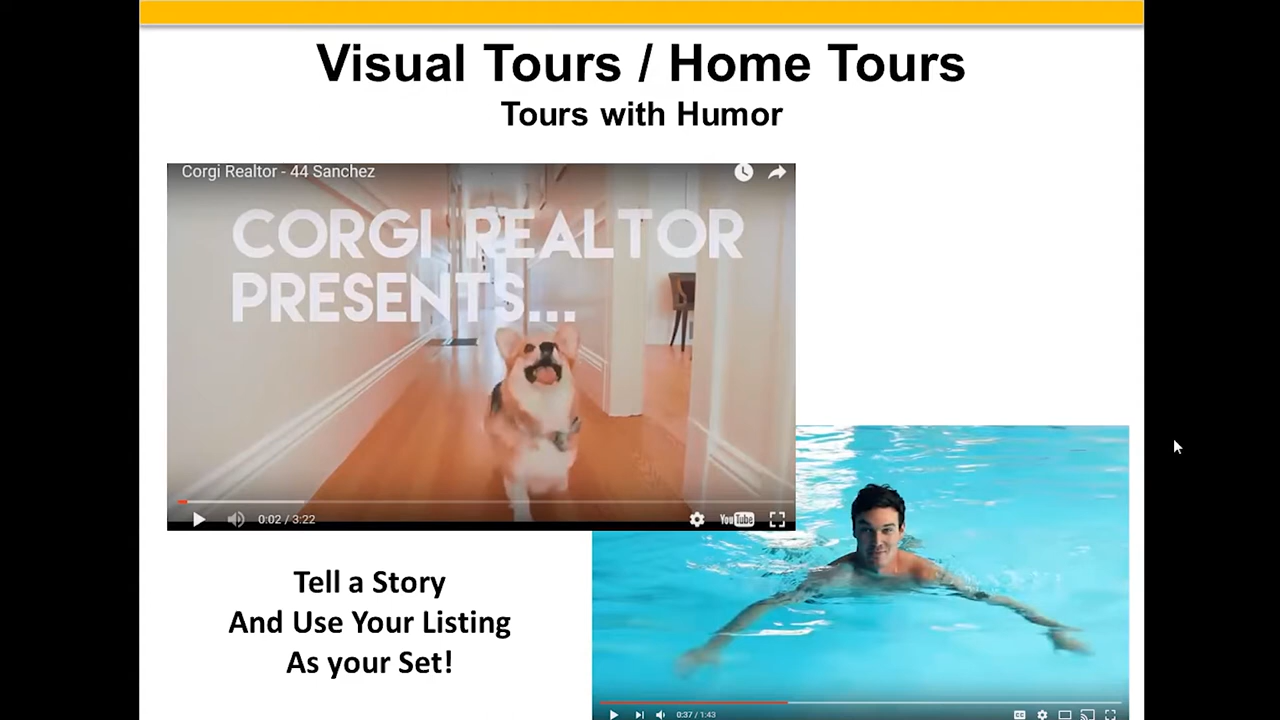 Visual Tours / Home Tours
Tours with Humor
Corgi Realtor - 44 Sanchez
CORGI REALTOR
PRESENTS...
0:02 / 3:22
YouTube
Tell a Story
And Use Your Listing
As your Set!
0:37 / 1:43
CC